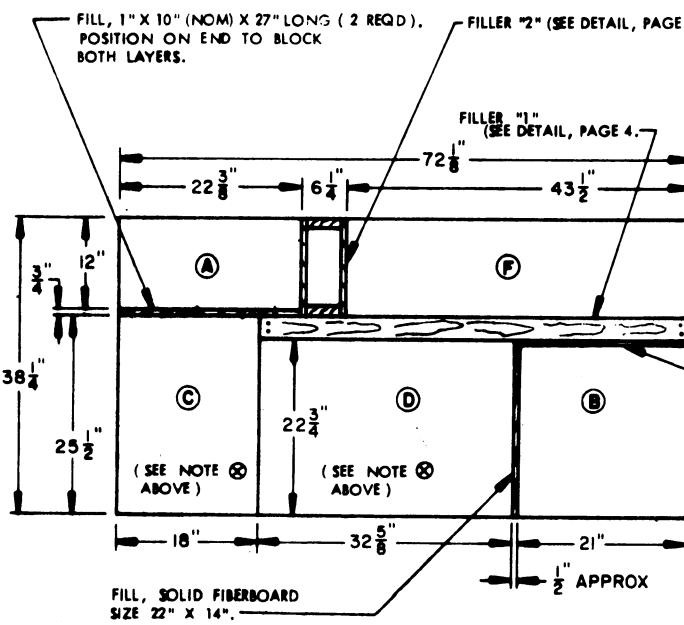 FILL, 1" X 10" (NOM) X 27" LONG ( 2 REQD ).
POSITION ON END TO BLOCK
BOTH LAYERS.
FILLER "2" (SEE DETAIL, PAGE
FILLER "1"
(SEE DETAIL, PAGE 4.
72 1/8"
22 3/8"
6 1/4"
43 1/2"
12"
3/4"
38 1/4"
25 1/2"
A
F
C
D
B
22 3/4"
( SEE NOTE ⊗
ABOVE )
( SEE NOTE ⊗
ABOVE )
18"
32 5/8"
21"
1/2" APPROX
FILL, SOLID FIBERBOARD
SIZE 22" X 14".